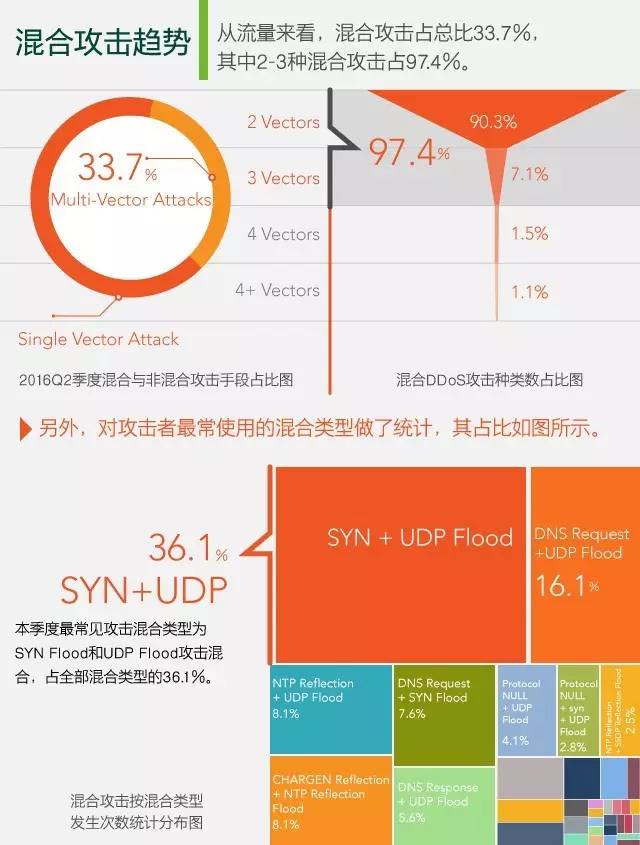 混合攻击趋势
从流量来看，混合攻击占总比33.7%，
其中2-3种混合攻击占97.4%。
33.7%
Multi-Vector Attacks
Single Vector Attack
2016Q2季度混合与非混合攻击手段占比图
2 Vectors
3 Vectors
4 Vectors
4+ Vectors
97.4%
90.3%
7.1%
1.5%
1.1%
混合DDoS攻击种类数占比图
另外，对攻击者最常使用的混合类型做了统计，其占比如图所示。
36.1%
SYN+UDP
本季度最常见攻击混合类型为
SYN Flood和UDP Flood攻击混
合，占全部混合类型的36.1%。
SYN + UDP Flood
DNS Request
+UDP Flood
16.1%
NTP Reflection
+ UDP Flood
8.1%
DNS Request
+ SYN Flood
7.6%
Protocol
NULL
+ UDP
Flood
4.1%
Protocol
NULL
+ syn
+ UDP
Flood
2.8%
NTP Reflection
+ SSDP Reflection Flood
2.5%
CHARGEN Reflection
+ NTP Reflection
Flood
8.1%
DNS Response
+ UDP Flood
5.6%
混合攻击按混合类型
发生次数统计分布图